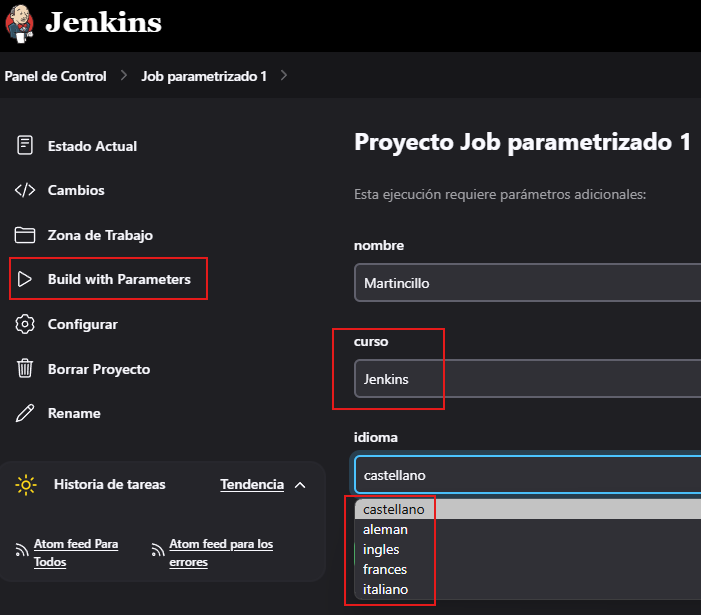 Jenkins
Panel de Control
Job parametrizado 1
Estado Actual
Cambios
Zona de Trabajo
Build with Parameters
Configurar
Borrar Proyecto
Rename
Historia de tareas
Tendencia
Atom feed Para
Todos
Atom feed para los
errores
Proyecto Job parametrizado 1
Esta ejecución requiere parámetros adicionales:
nombre
Martincillo
curso
Jenkins
idioma
castellano
castellano
aleman
ingles
frances
italiano